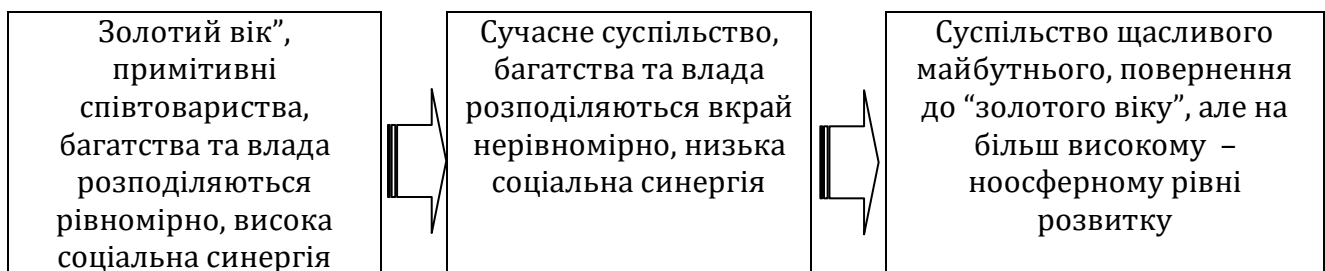 Золотий вік”,
примітивні
співтовариства,
багатства та влада
розподіляються
рівномірно, висока
соціальна синергія
Сучасне суспільство,
багатства та влада
розподіляються вкрай
нерівномірно, низька
соціальна синергія
Суспільство щасливого
майбутнього, повернення
до “золотого віку”, але на
більш високому –
ноосферному рівні
розвитку